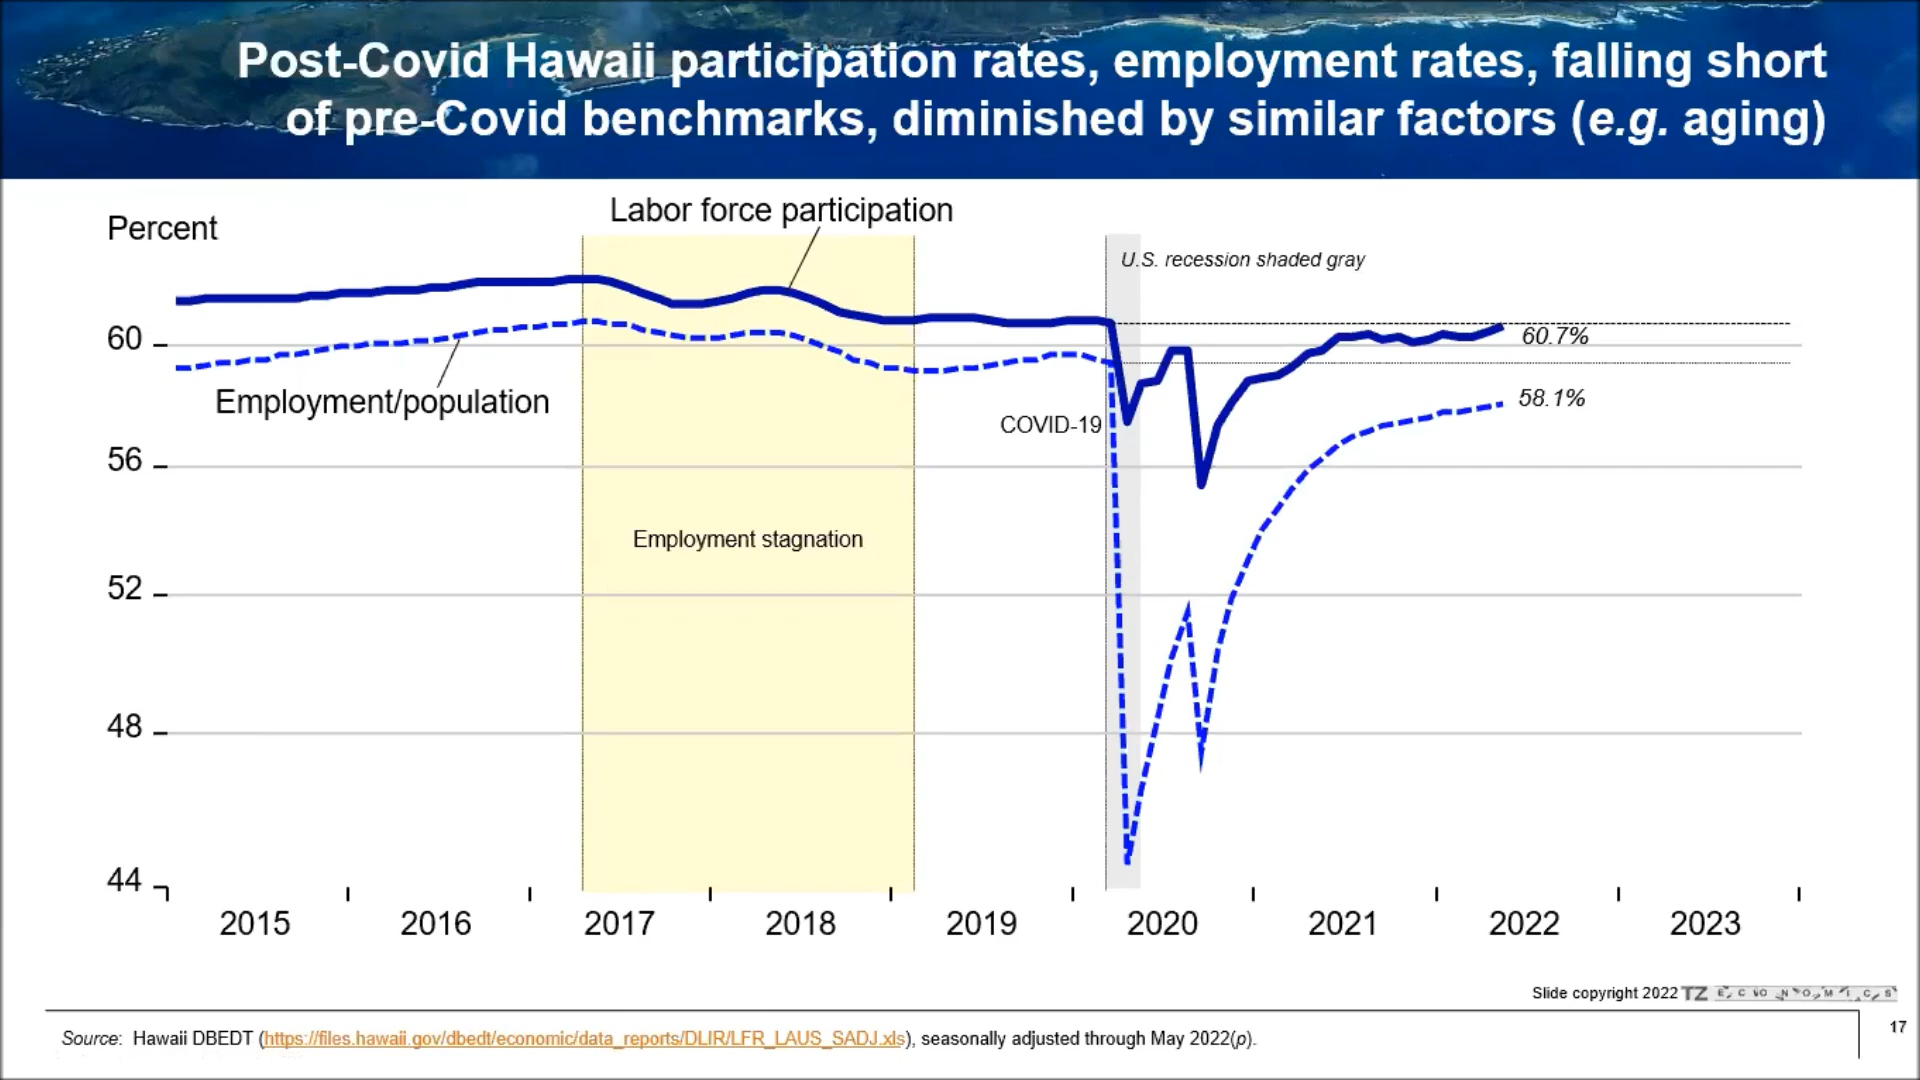 Post-Covid Hawaii participation rates, employment rates, falling short
of pre-Covid benchmarks, diminished by similar factors (e.g. aging)
Percent
Labor force participation
U.S. recession shaded gray
60
60.7%
Employment/population
58.1%
COVID-19
56
Employment stagnation
52
48
44
2015 2016 2017 2018 2019 2020 2021 2022 2023
Slide copyright 2022 TZ ECONOMICS
17
Source: Hawaii DBEDT (https://files.hawaii.gov/dbedt/economic/data_reports/DLIR/LFR_LAUS_SADJ.xls), seasonally adjusted through May 2022(p).